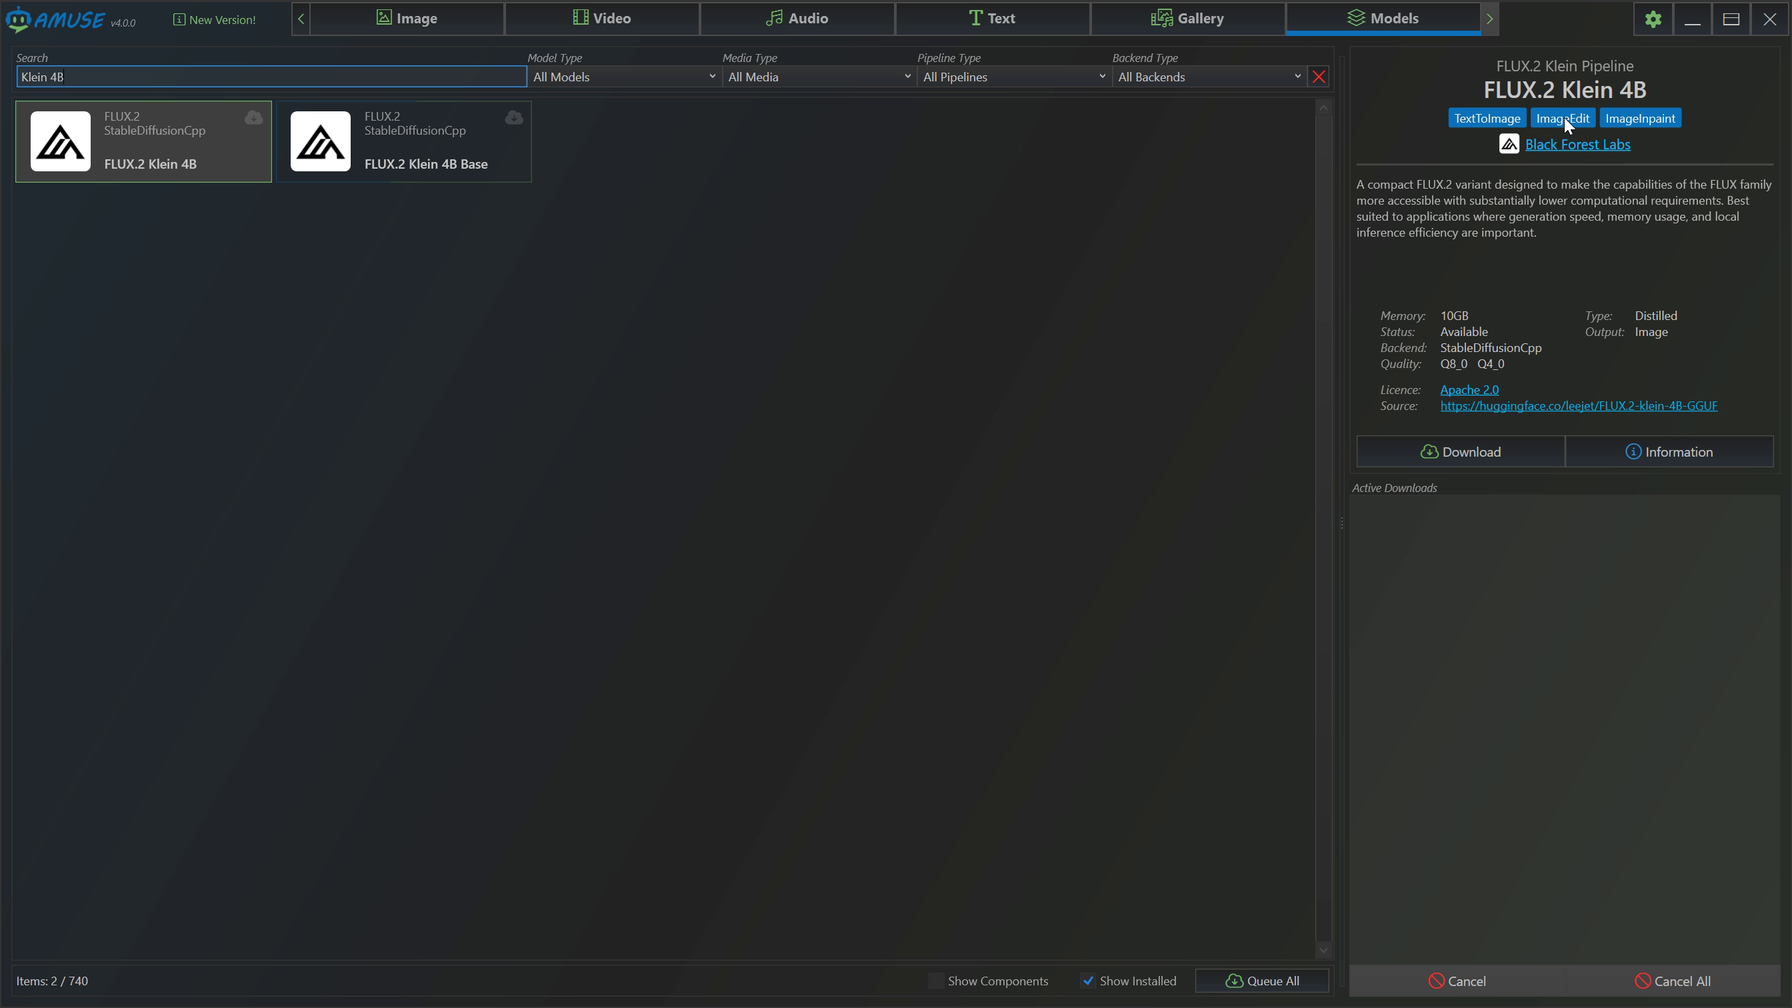 AMUSE v4.0.0
New Version!
Image
Video
Audio
Text
Gallery
Models
Search
Model Type
Media Type
Pipeline Type
Backend Type
Klein 4B
All Models
All Media
All Pipelines
All Backends
FLUX.2
StableDiffusionCpp
FLUX.2 Klein 4B
FLUX.2
StableDiffusionCpp
FLUX.2 Klein 4B Base
Items: 2 / 740
Show Components
Show Installed
Queue All
FLUX.2 Klein Pipeline
FLUX.2 Klein 4B
TextToImage
ImageEdit
ImageInpaint
Black Forest Labs
A compact FLUX.2 variant designed to make the capabilities of the FLUX family
more accessible with substantially lower computational requirements. Best
suited to applications where generation speed, memory usage, and local
inference efficiency are important.
Memory: 10GB Type: Distilled
Status: Available Output: Image
Backend: StableDiffusionCpp
Quality: Q8_0 Q4_0
Licence: Apache 2.0
Source: https://huggingface.co/leejet/FLUX.2-klein-4B-GGUF
Download
Information
Active Downloads
Cancel
Cancel All